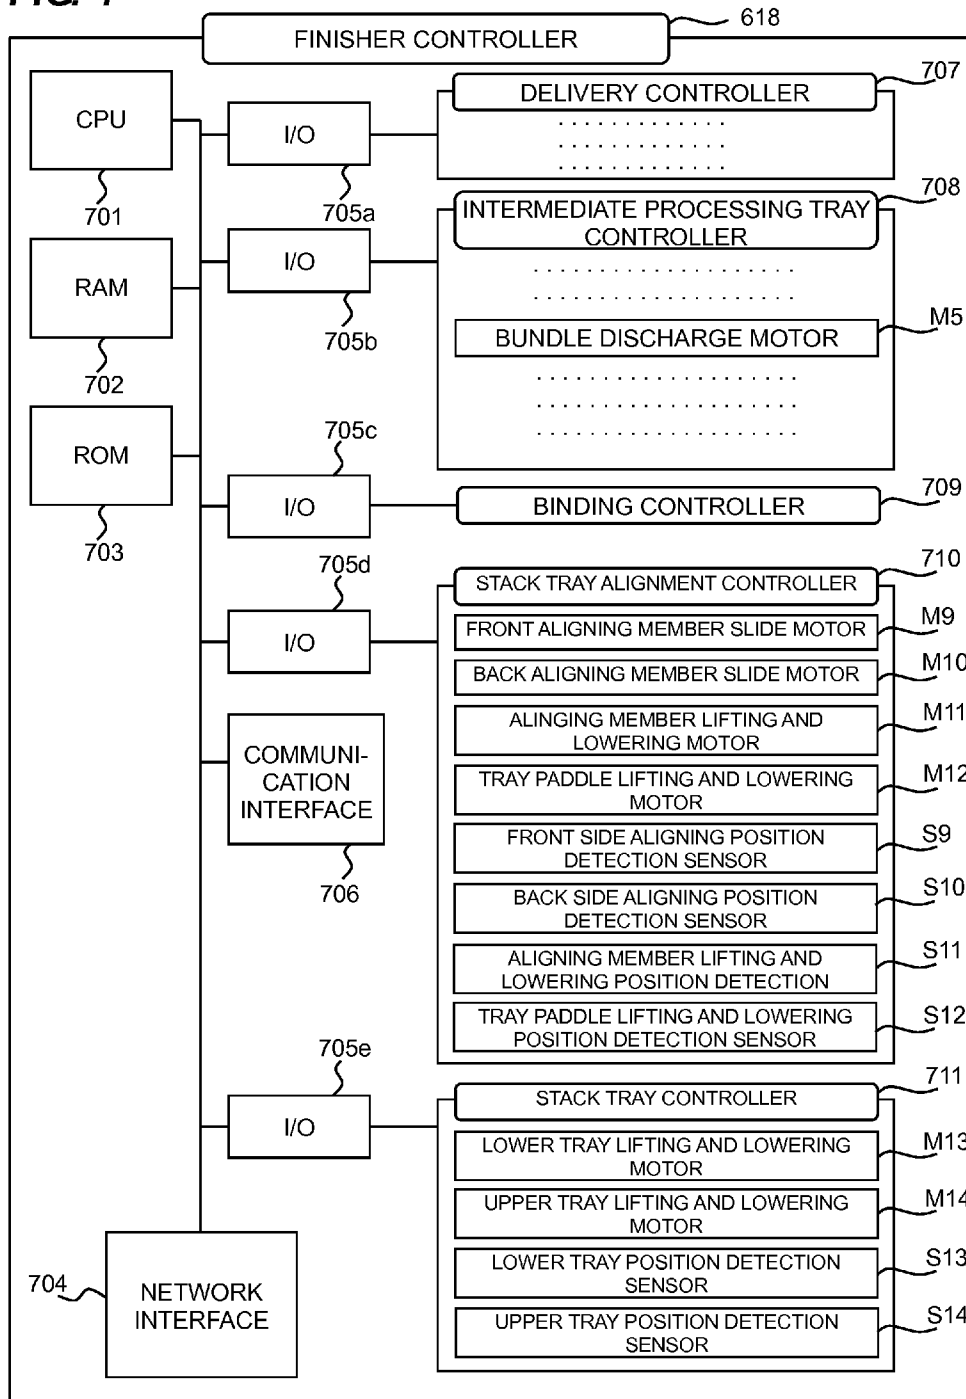 FINISHER CONTROLLER
618
CPU
701
RAM
702
ROM
703
I/O
705a
DELIVERY CONTROLLER
707
I/O
705b
INTERMEDIATE PROCESSING TRAY
CONTROLLER
708
BUNDLE DISCHARGE MOTOR
M5
705c
I/O
BINDING CONTROLLER
709
705d
I/O
STACK TRAY ALIGNMENT CONTROLLER
710
FRONT ALIGNING MEMBER SLIDE MOTOR
M9
BACK ALIGNING MEMBER SLIDE MOTOR
M10
ALINGING MEMBER LIFTING AND
LOWERING MOTOR
M11
TRAY PADDLE LIFTING AND LOWERING
MOTOR
M12
FRONT SIDE ALIGNING POSITION
DETECTION SENSOR
S9
BACK SIDE ALIGNING POSITION
DETECTION SENSOR
S10
ALIGNING MEMBER LIFTING AND
LOWERING POSITION DETECTION
S11
TRAY PADDLE LIFTING AND LOWERING
POSITION DETECTION SENSOR
S12
COMMUNI-
CATION
INTERFACE
706
705e
I/O
STACK TRAY CONTROLLER
711
LOWER TRAY LIFTING AND LOWERING
MOTOR
M13
UPPER TRAY LIFTING AND LOWERING
MOTOR
M14
LOWER TRAY POSITION DETECTION
SENSOR
S13
UPPER TRAY POSITION DETECTION
SENSOR
S14
704
NETWORK
INTERFACE